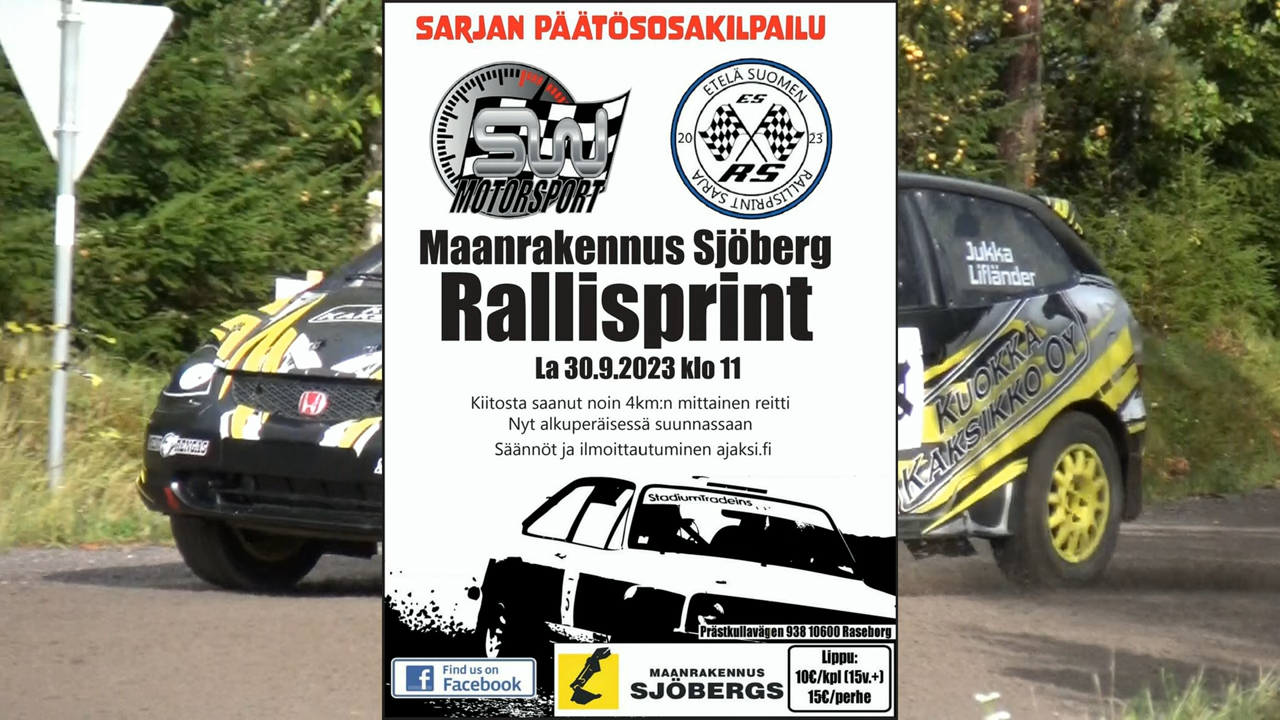 SARJAN PÄÄTÖSOSAKILPAILU
SW
MOTORSPORT
ETELÄ SUOMEN
ES
20 23
RS
RALLISPRINT SARJA
Maanrakennus Sjöberg
Rallisprint
La 30.9.2023 klo 11
Kiitosta saanut noin 4km:n mittainen reitti
Nyt alkuperäisessä suunnassaan
Säännöt ja ilmoittautuminen ajaksi.fi
StadiumTradeins
Prästkullavägen 938 10600 Raseborg
Find us on
Facebook
MAANRAKENNUS
SJÖBERGS
Lippu:
10€/kpl (15v.+)
15€/perhe
Jukka
Lifländer
KUOKKA
KAKSIKKO OY
RENGAS